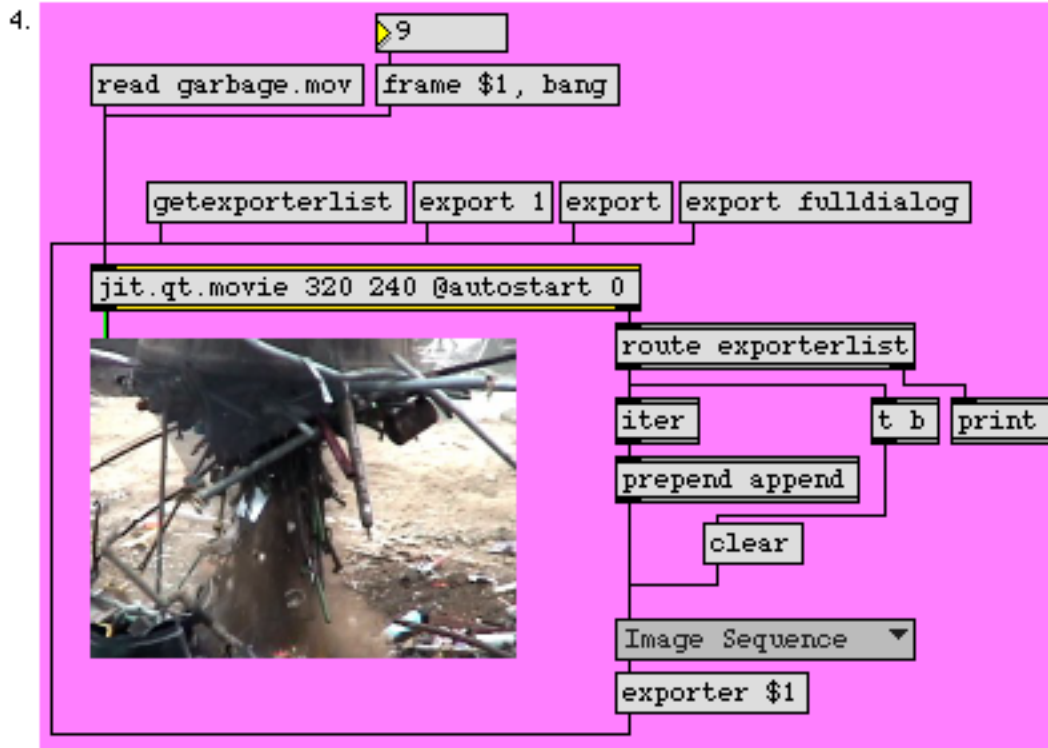 4.
9
read garbage.mov
frame $1, bang
getexporterlist
export 1
export
export fulldialog
jit.qt.movie 320 240 @autostart 0
route exporterlist
iter
t b
print
prepend append
clear
Image Sequence
exporter $1